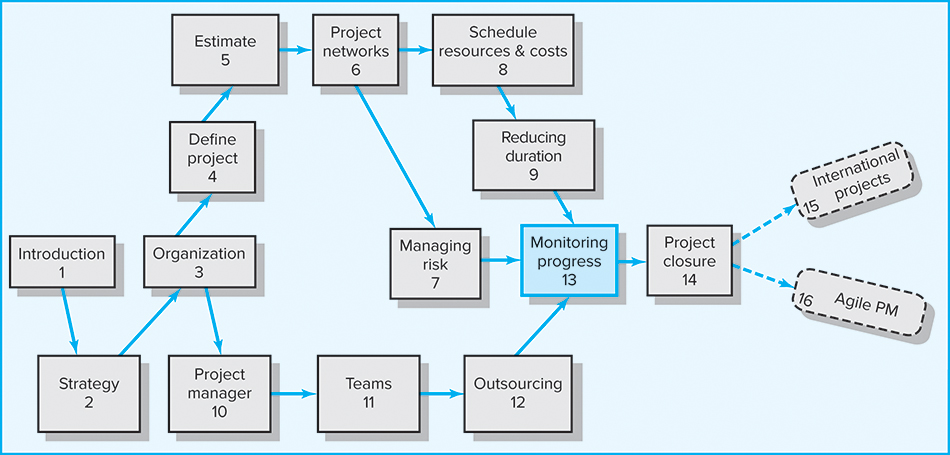 Estimate
5
Project
networks
6
Schedule
resources & costs
8
Define
project
4
Reducing
duration
9
International
projects
15
Introduction
1
Organization
3
Managing
risk
7
Monitoring
progress
13
Project
closure
14
16 Agile PM
Strategy
2
Project
manager
10
Teams
11
Outsourcing
12